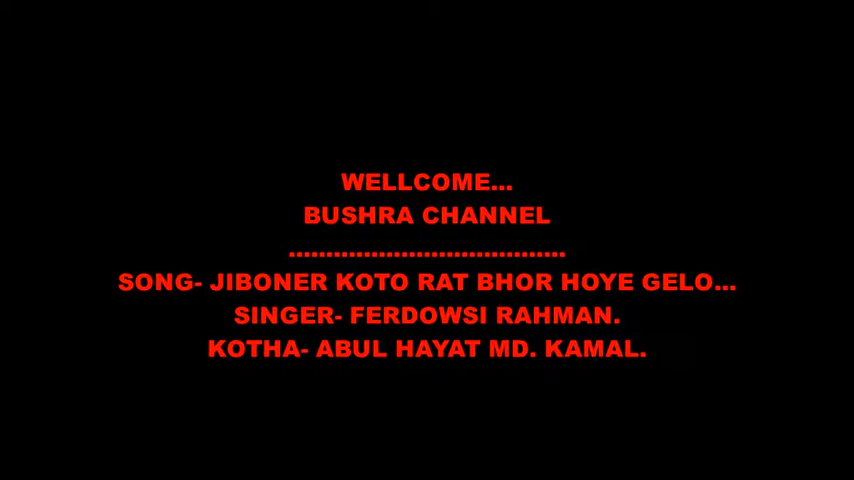 WELLCOME...
BUSHRA CHANNEL
.....................................
SONG- JIBONER KOTO RAT BHOR HOYE GELO...
SINGER- FERDOWSI RAHMAN.
KOTHA- ABUL HAYAT MD. KAMAL.